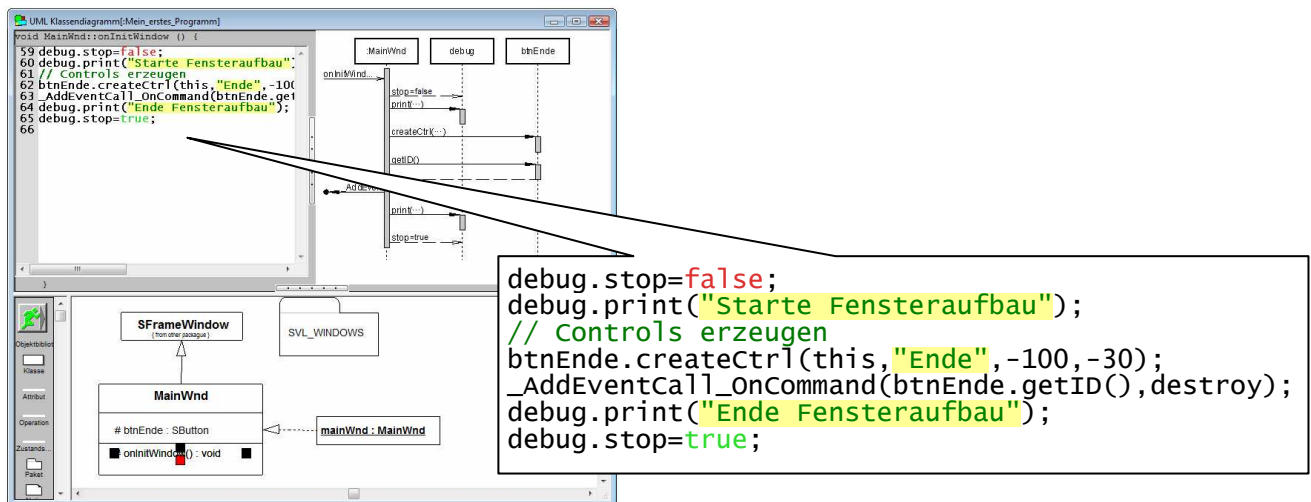 UML Klassendiagramm[:Mein_erstes_Programm]
void MainWnd::onInitWindow () {
59 debug.stop=false;
60 debug.print("Starte Fensteraufbau")
61 // Controls erzeugen
62 btnEnde.createCtrl(this,"Ende",-100
63 _AddEventCall_OnCommand(btnEnde.get
64 debug.print("Ende Fensteraufbau");
65 debug.stop=true;
66
}
:MainWnd
debug
btnEnde
onInitWind...
stop=false
print(···)
createCtrl(···)
getID()
print(···)
stop=true
debug.stop=false;
debug.print("Starte Fensteraufbau");
// Controls erzeugen
btnEnde.createCtrl(this,"Ende",-100,-30);
_AddEventCall_OnCommand(btnEnde.getID(),destroy);
debug.print("Ende Fensteraufbau");
debug.stop=true;
Objektbibliot
Klasse
Attribut
Operation
Zustands...
Paket
SFrameWindow
{ from other packague }
SVL_WINDOWS
MainWnd
# btnEnde : SButton
# onInitWindow() : void
mainWnd : MainWnd